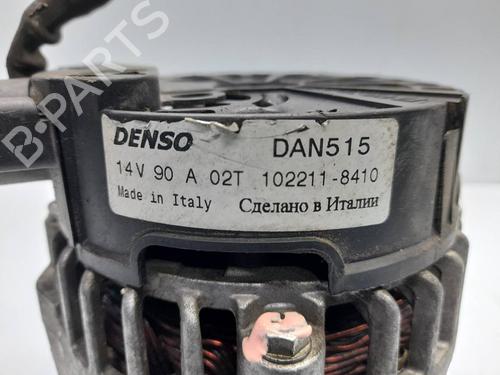 B-PARTS
DENSO DAN515
14V 90 A 02T 102211-8410
Made in Italy Сделано в Италии